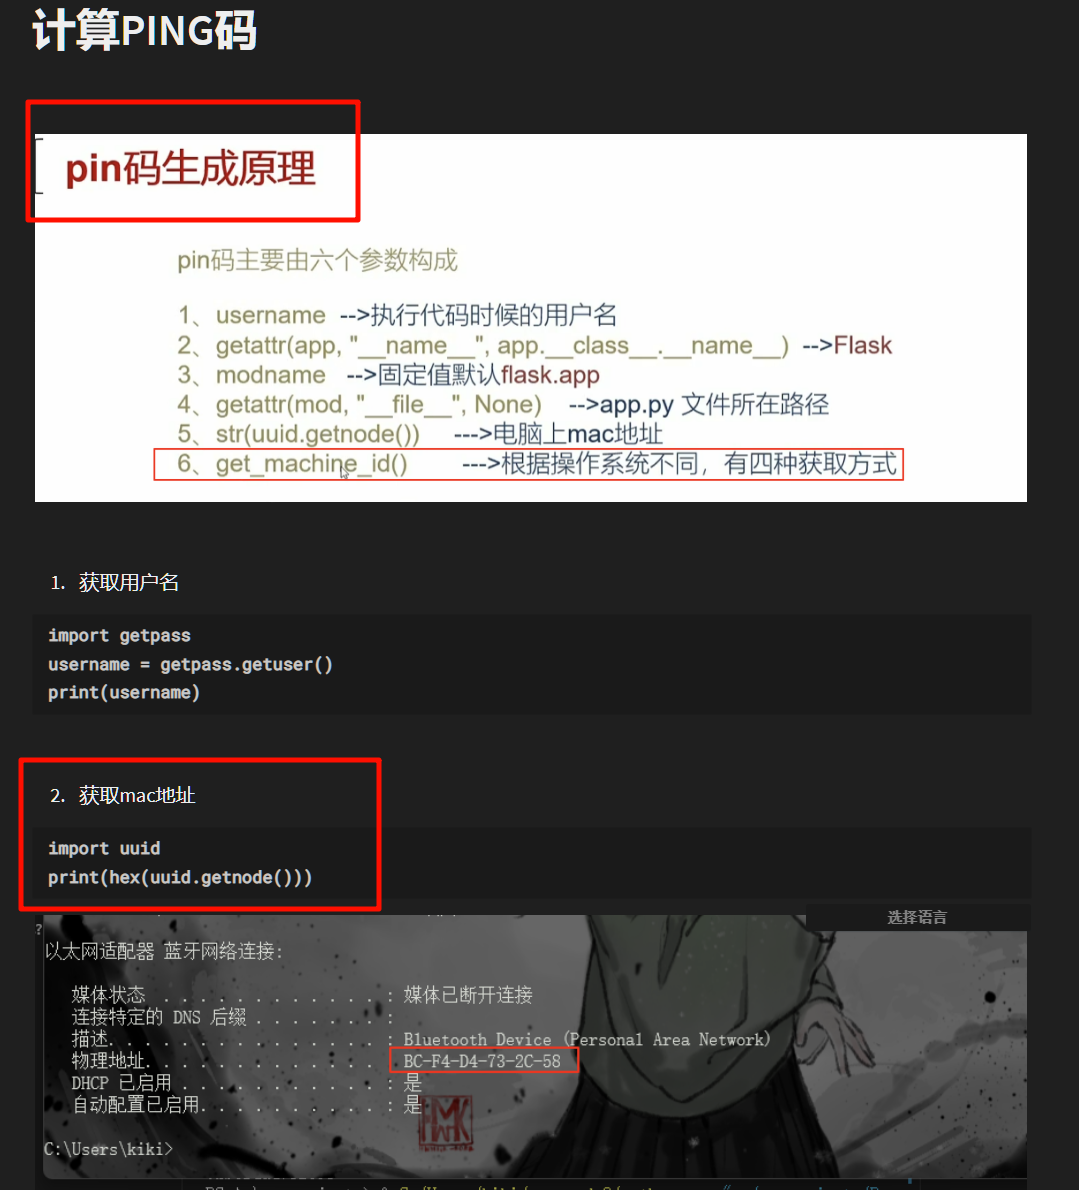 计算PING码
pin码生成原理
pin码主要由六个参数构成
1、username -->执行代码时候的用户名
2、getattr(app, "__name__", app.__class__.__name__) -->Flask
3、modname -->固定值默认flask.app
4、getattr(mod, "__file__", None) -->app.py 文件所在路径
5、str(uuid.getnode()) --->电脑上mac地址
6、get_machine_id() --->根据操作系统不同，有四种获取方式
1. 获取用户名
import getpass
username = getpass.getuser()
print(username)
2. 获取mac地址
import uuid
print(hex(uuid.getnode()))
选择语言
?
以太网适配器 蓝牙网络连接:
媒体状态 . . . . . . . . . . . . : 媒体已断开连接
连接特定的 DNS 后缀 . . . . . . . :
描述. . . . . . . . . . . . . . . : Bluetooth Device (Personal Area Network)
物理地址. . . . . . . . . . . . . : BC-F4-D4-73-2C-58
DHCP 已启用 . . . . . . . . . . . : 是
自动配置已启用. . . . . . . . . . : 是
C:\Users\kiki>